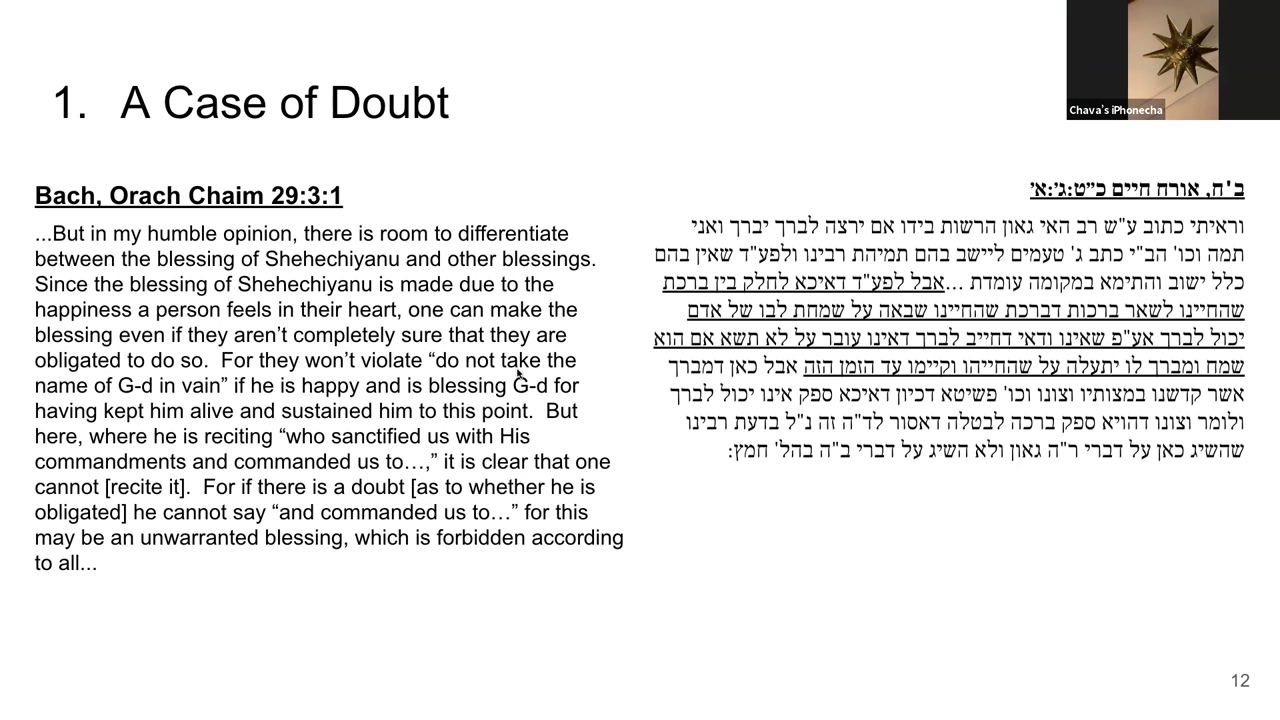 1. A Case of Doubt
Chava's iPhonecha
Bach, Orach Chaim 29:3:1
...But in my humble opinion, there is room to differentiate
between the blessing of Shehechiyanu and other blessings.
Since the blessing of Shehechiyanu is made due to the
happiness a person feels in their heart, one can make the
blessing even if they aren’t completely sure that they are
obligated to do so. For they won’t violate “do not take the
name of G-d in vain” if he is happy and is blessing G-d for
having kept him alive and sustained him to this point. But
here, where he is reciting “who sanctified us with His
commandments and commanded us to…,” it is clear that one
cannot [recite it]. For if there is a doubt [as to whether he is
obligated] he cannot say “and commanded us to…” for this
may be an unwarranted blessing, which is forbidden according
to all...
ב'ח, אורח חיים כ״ט:ג׳:א׳
וראיתי כתוב ע"ש רב האי גאון הרשות בידו אם ירצה לברך יברך ואני
תמה וכו' הב"י כתב ג' טעמים ליישב בהם תמיהת רבינו ולפע"ד שאין בהם
כלל ישוב והתימא במקומה עומדת ...אבל לפע"ד דאיכא לחלק בין ברכת
שהחיינו לשאר ברכות דברכת שהחיינו שבאה על שמחת לבו של אדם
יכול לברך אע"פ שאינו ודאי דחייב לברך דאינו עובר על לא תשא אם הוא
שמח ומברך לו יתעלה על שהחייהו וקיימו עד הזמן הזה אבל כאן דמברך
אשר קדשנו במצותיו וצונו וכו' פשיטא דכיון דאיכא ספק אינו יכול לברך
ולומר וצונו דהויא ספק ברכה לבטלה דאסור לד"ה זה נ"ל בדעת רבינו
שהשיג כאן על דברי ר"ה גאון ולא השיג על דברי ב"ה בהל' חמץ:
12